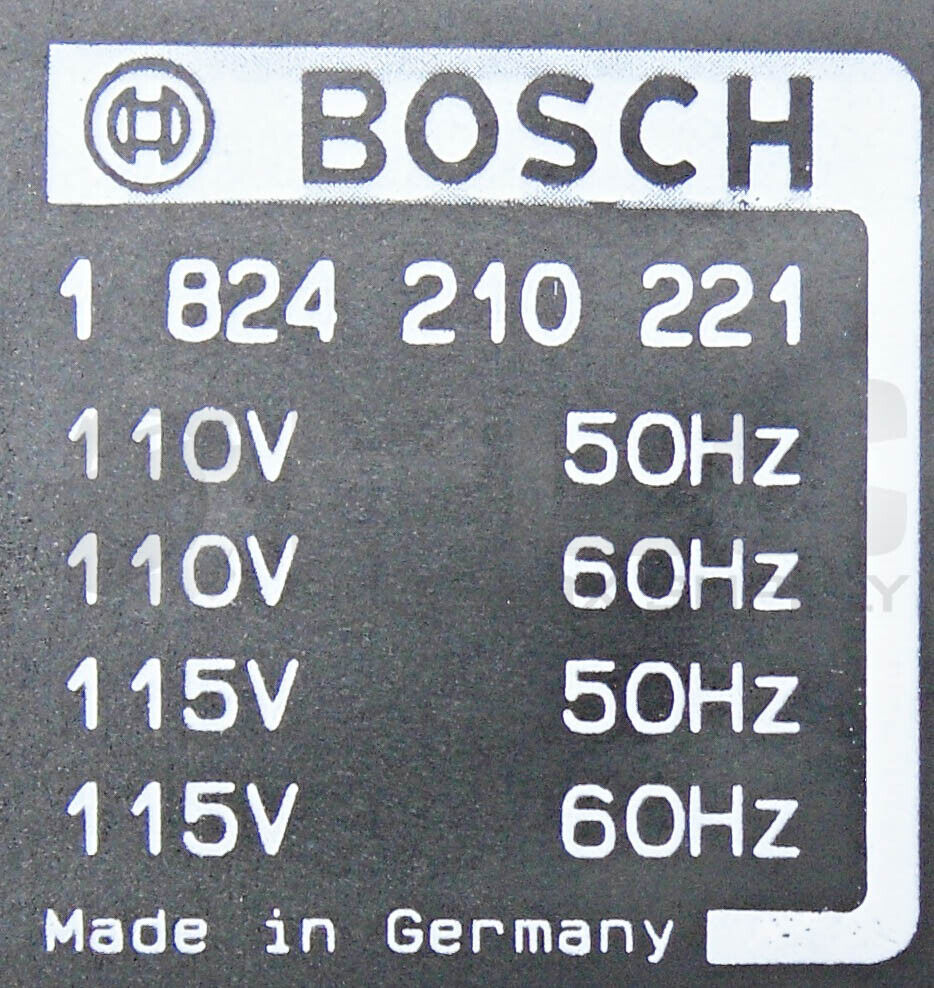 BOSCH
1 824 210 221
110V 50Hz
110V 60Hz
115V 50Hz
115V 60Hz
Made in Germany